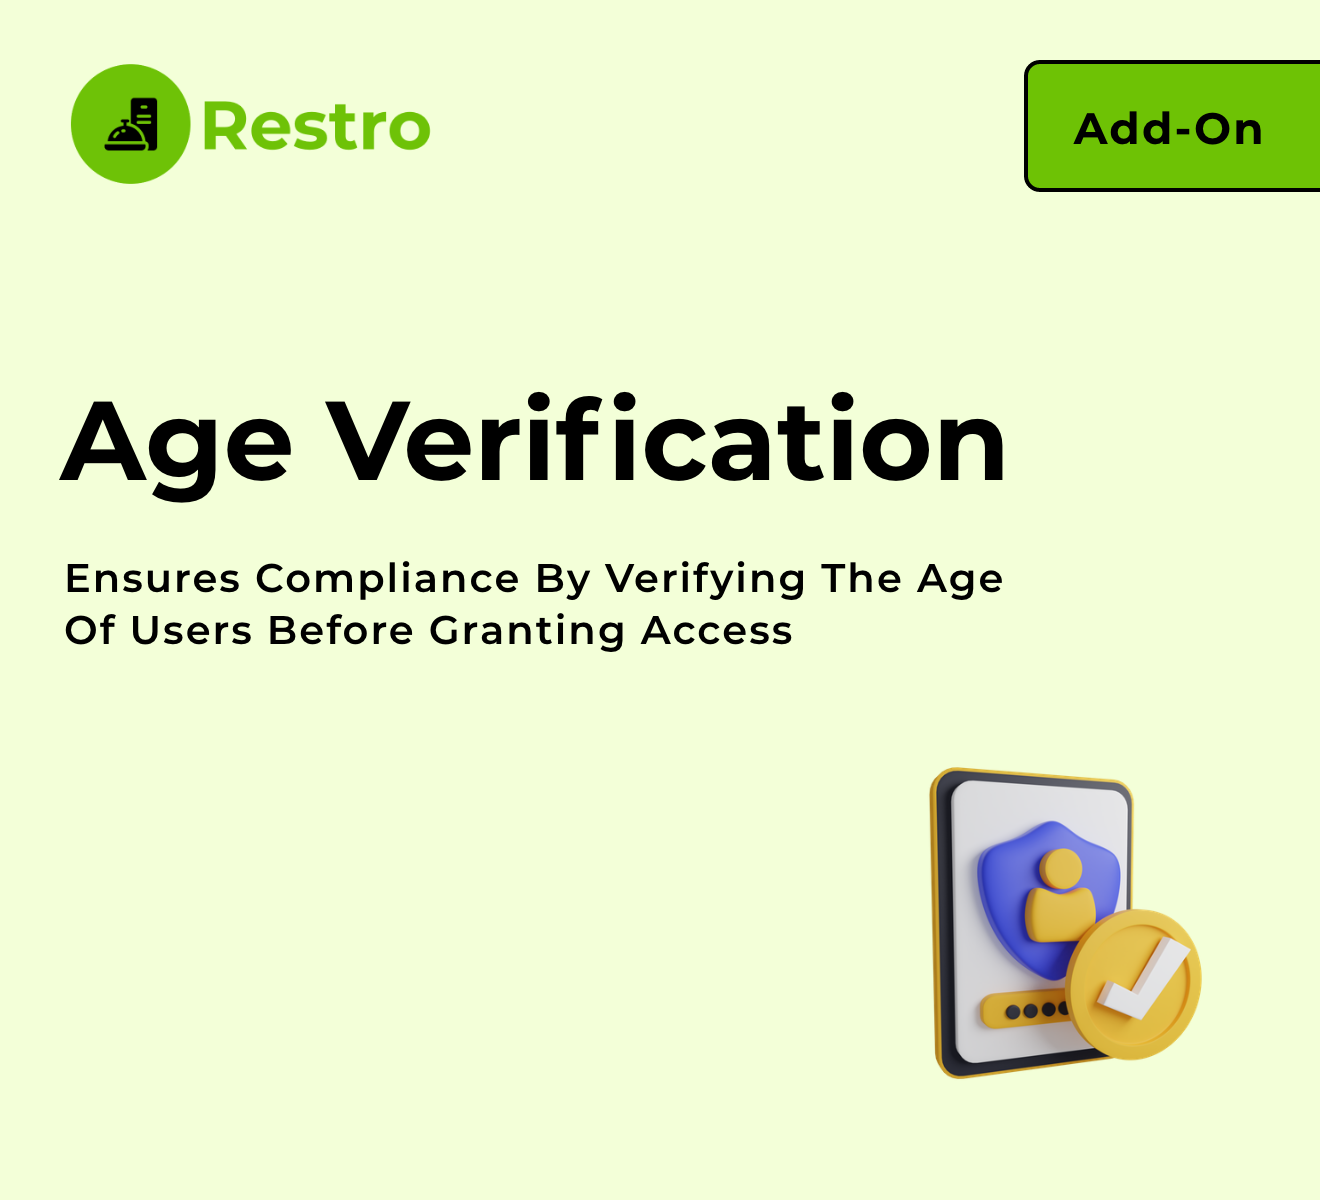 Restro
Add-On
Age Verification
Ensures Compliance By Verifying The Age
Of Users Before Granting Access